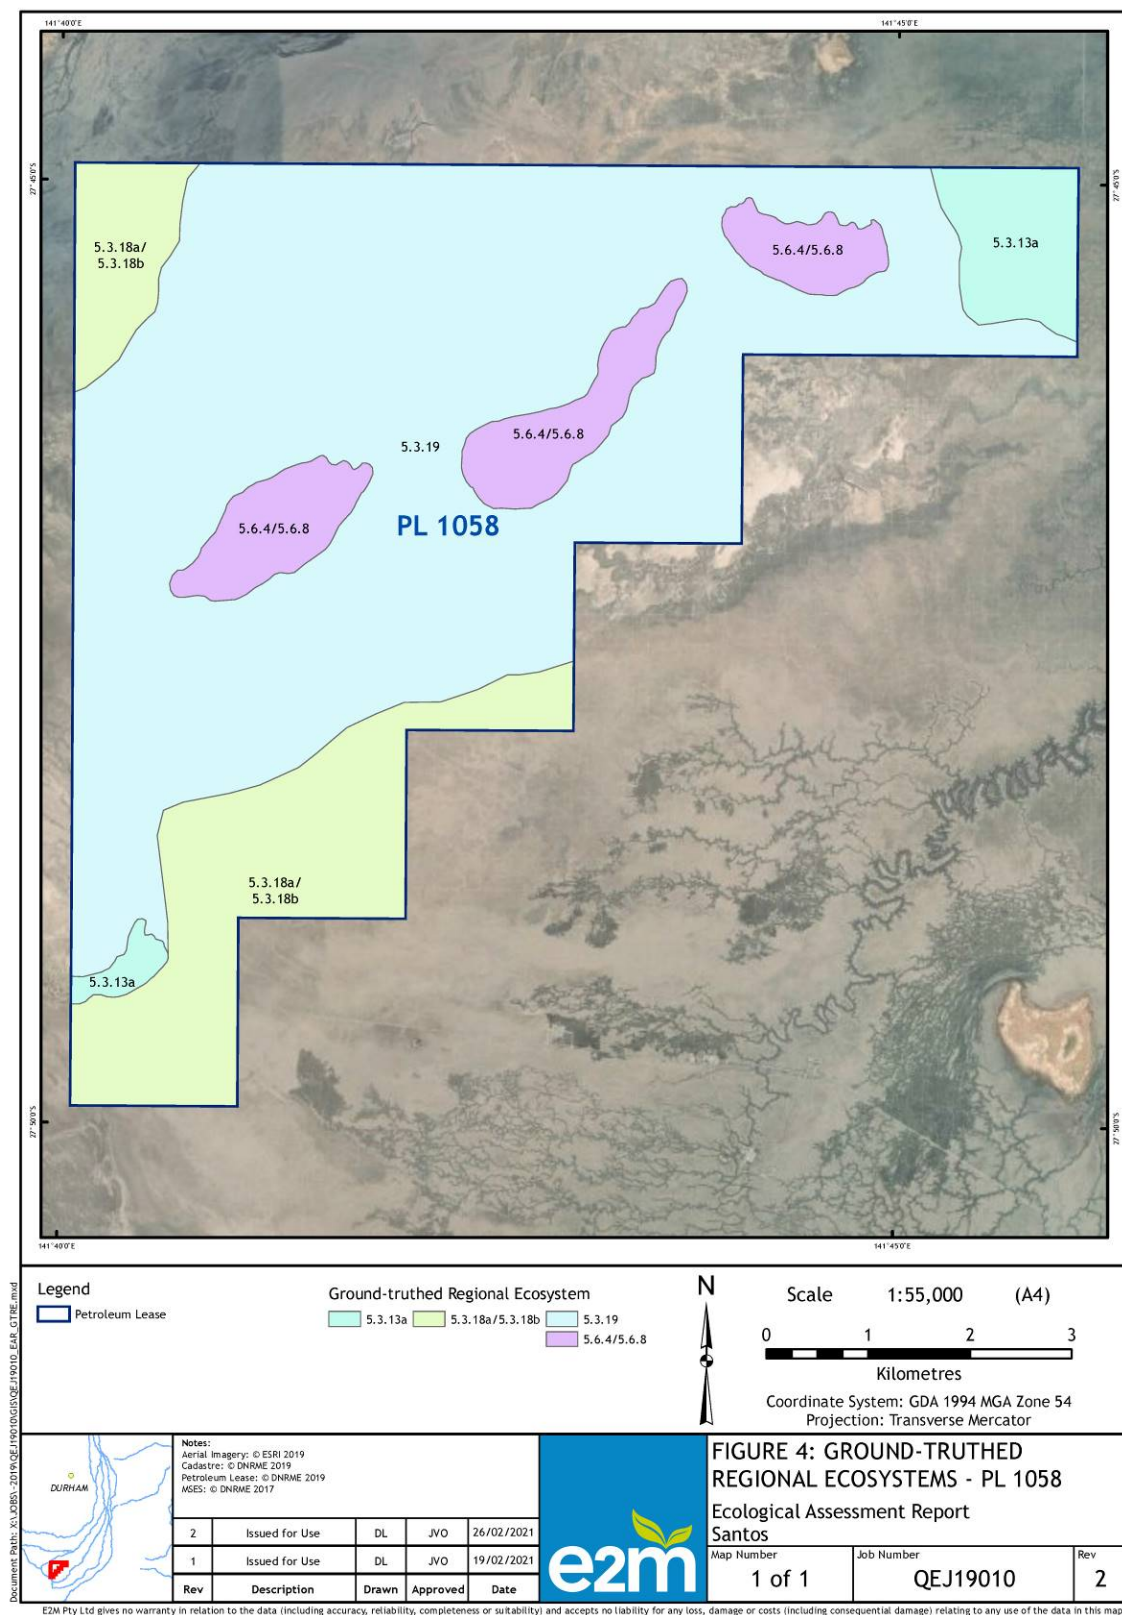 141°40'0"E
141°45'0"E
27°45'0"S
27°45'0"S
5.3.18a/
5.3.18b
5.6.4/5.6.8
5.3.13a
5.3.19
5.6.4/5.6.8
5.6.4/5.6.8
PL 1058
5.3.18a/
5.3.18b
5.3.13a
27°50'0"S
27°50'0"S
141°40'0"E
141°45'0"E
Legend
Petroleum Lease
Ground-truthed Regional Ecosystem
5.3.13a
5.3.18a/5.3.18b
5.3.19
5.6.4/5.6.8
N
Scale 1:55,000 (A4)
0 1 2 3
Kilometres
Coordinate System: GDA 1994 MGA Zone 54
Projection: Transverse Mercator
Document Path: X:\JOBS\~2019\QEJ19010\GIS\QEJ19010_EAR_GTRE.mxd
DURHAM
Notes:
Aerial Imagery: © ESRI 2019
Cadastre: © DNRME 2019
Petroleum Lease: © DNRME 2019
MSES: © DNRME 2017
2 Issued for Use DL JVO 26/02/2021
1 Issued for Use DL JVO 19/02/2021
Rev Description Drawn Approved Date
e2m
FIGURE 4: GROUND-TRUTHED
REGIONAL ECOSYSTEMS - PL 1058
Ecological Assessment Report
Santos
Map Number Job Number Rev
1 of 1 QEJ19010 2
E2M Pty Ltd gives no warranty in relation to the data (including accuracy, reliability, completeness or suitability) and accepts no liability for any loss, damage or costs (including consequential damage) relating to any use of the data in this map